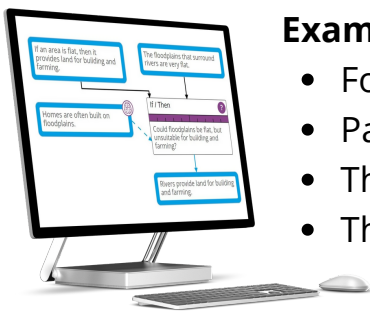 Exam
• Fo
• Pa
• Th
• Th
If an area is flat, then it
provides land for building and
farming.
The floodplains that surround
rivers are very flat.
Homes are often built on
floodplains.
If / Then
?
Could floodplains be flat, but
unsuitable for building and
farming?
Rivers provide land for building
and farming.